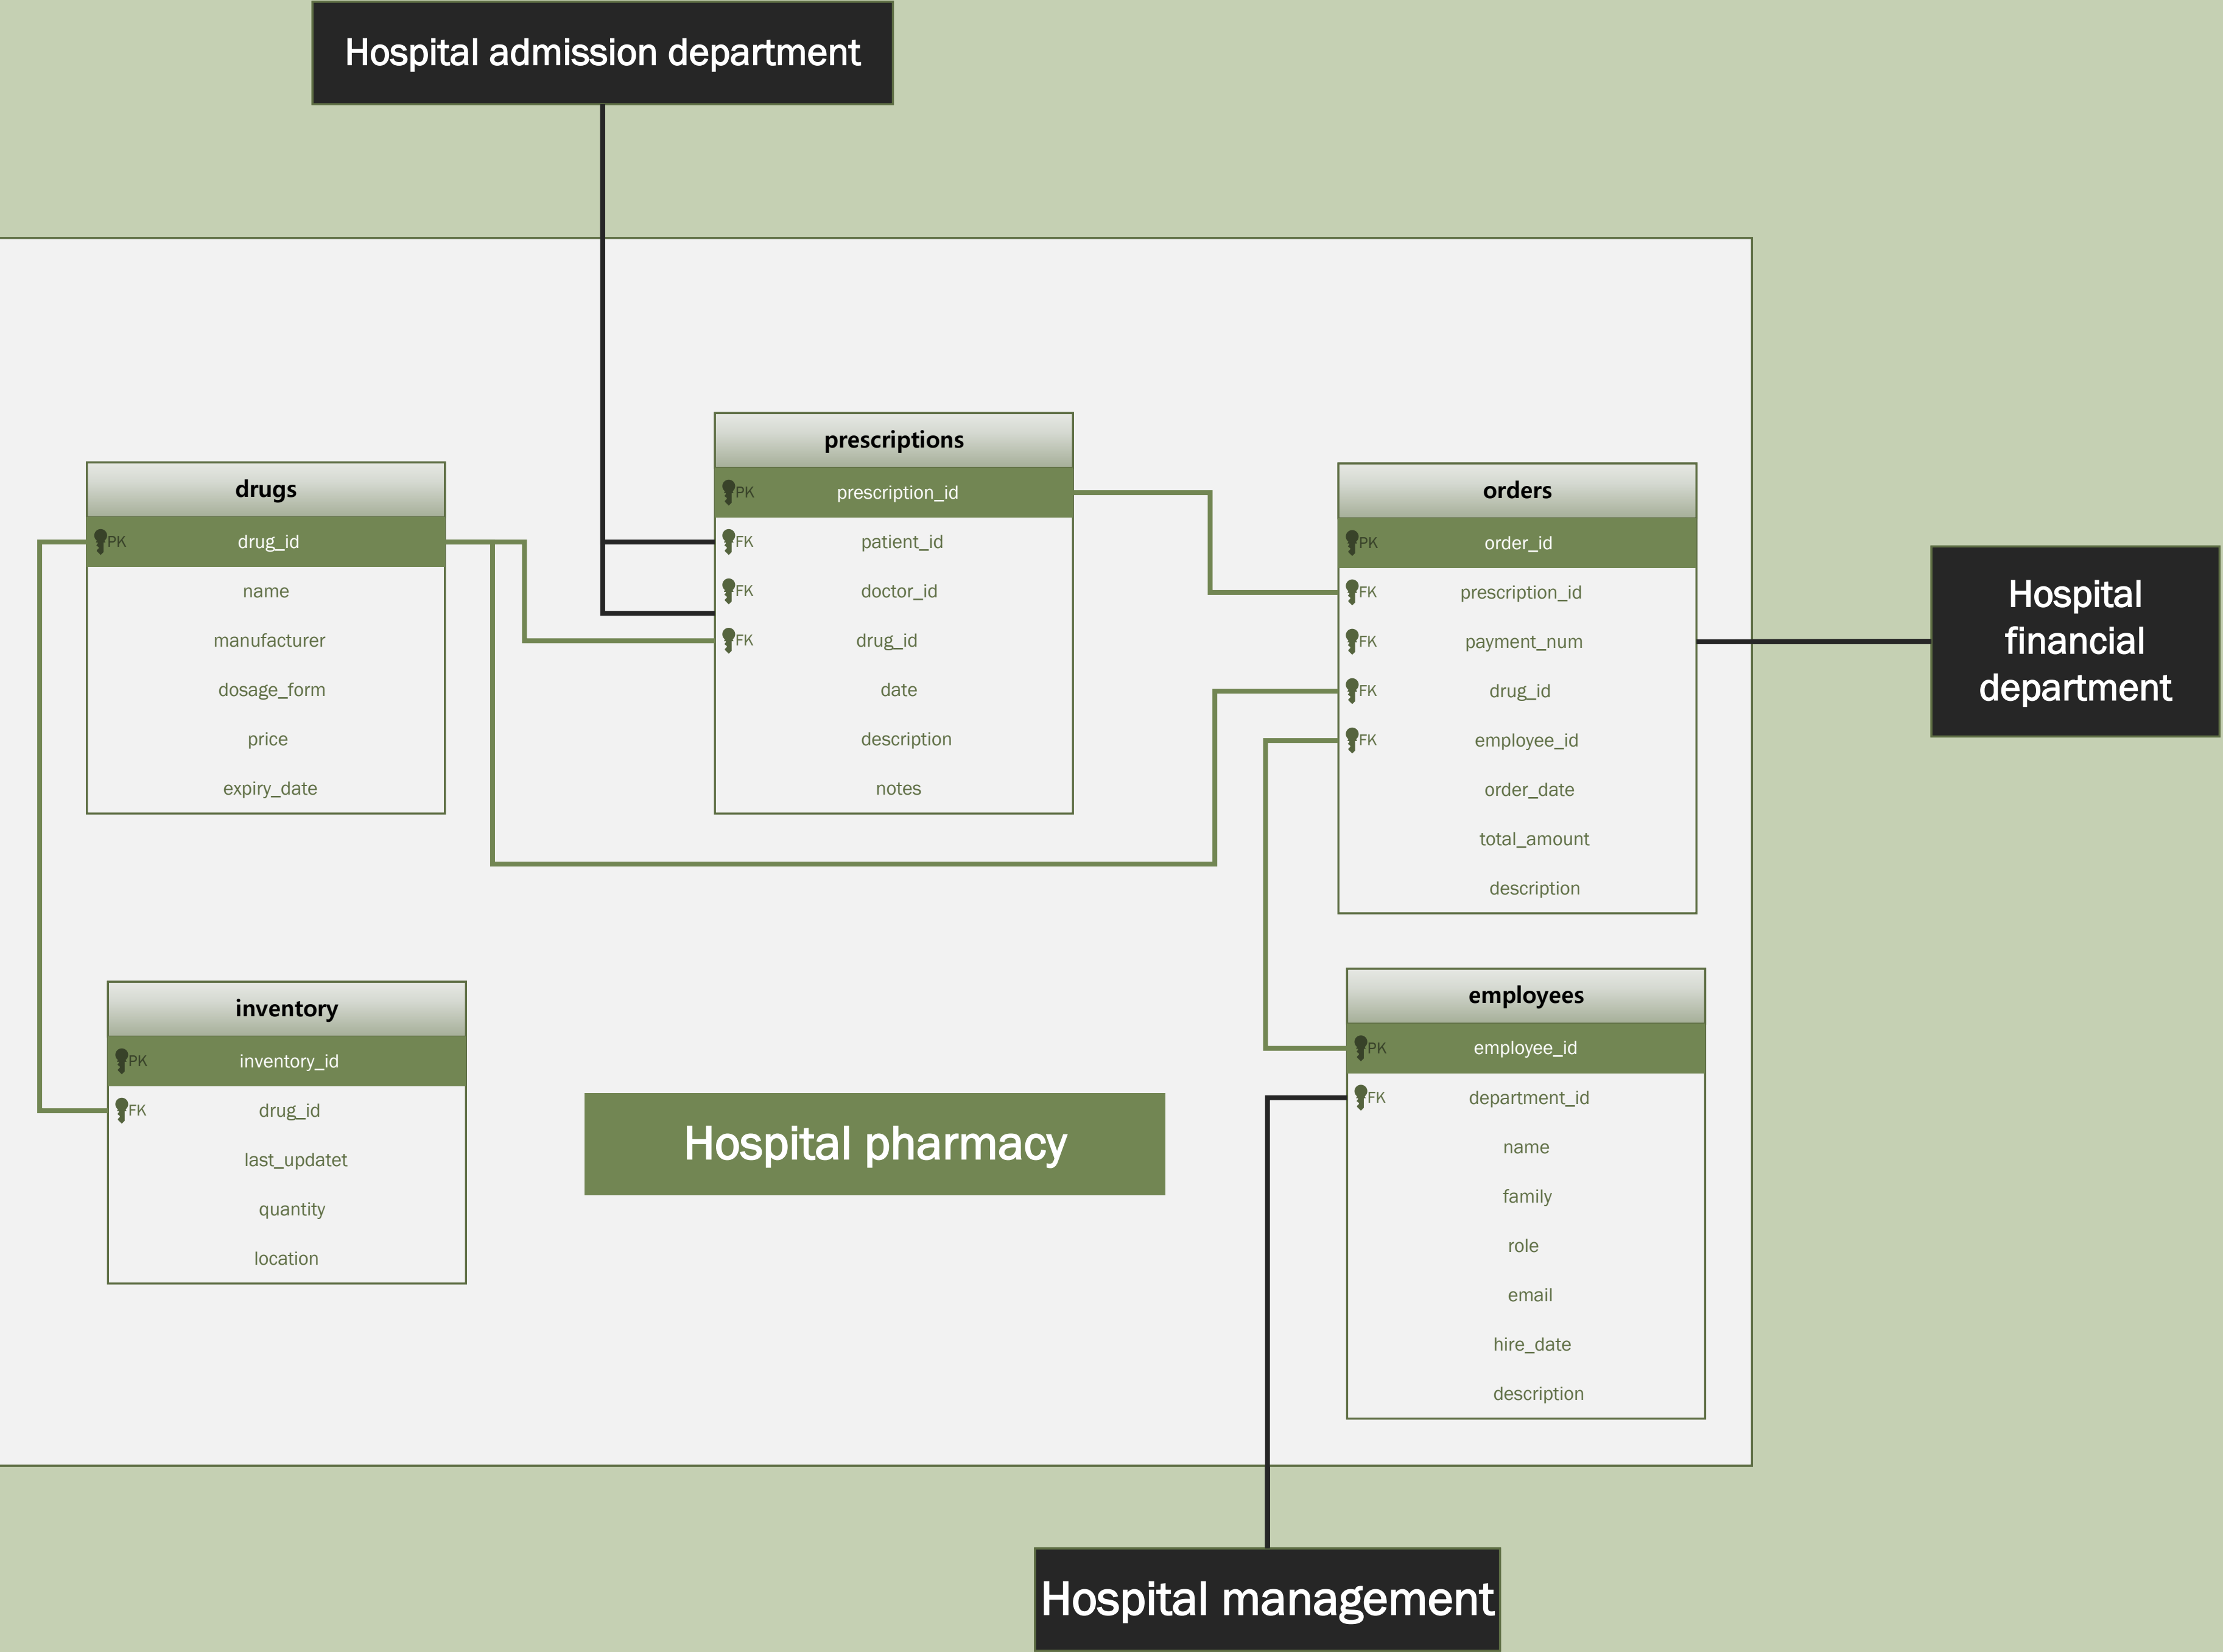 Hospital admission department
drugs
PK drug_id
name
manufacturer
dosage_form
price
expiry_date
prescriptions
PK prescription_id
FK patient_id
FK doctor_id
FK drug_id
date
description
notes
orders
PK order_id
FK prescription_id
FK payment_num
FK drug_id
FK employee_id
order_date
total_amount
description
Hospital
financial
department
inventory
PK inventory_id
FK drug_id
last_updatet
quantity
location
Hospital pharmacy
employees
PK employee_id
FK department_id
name
family
role
email
hire_date
description
Hospital management